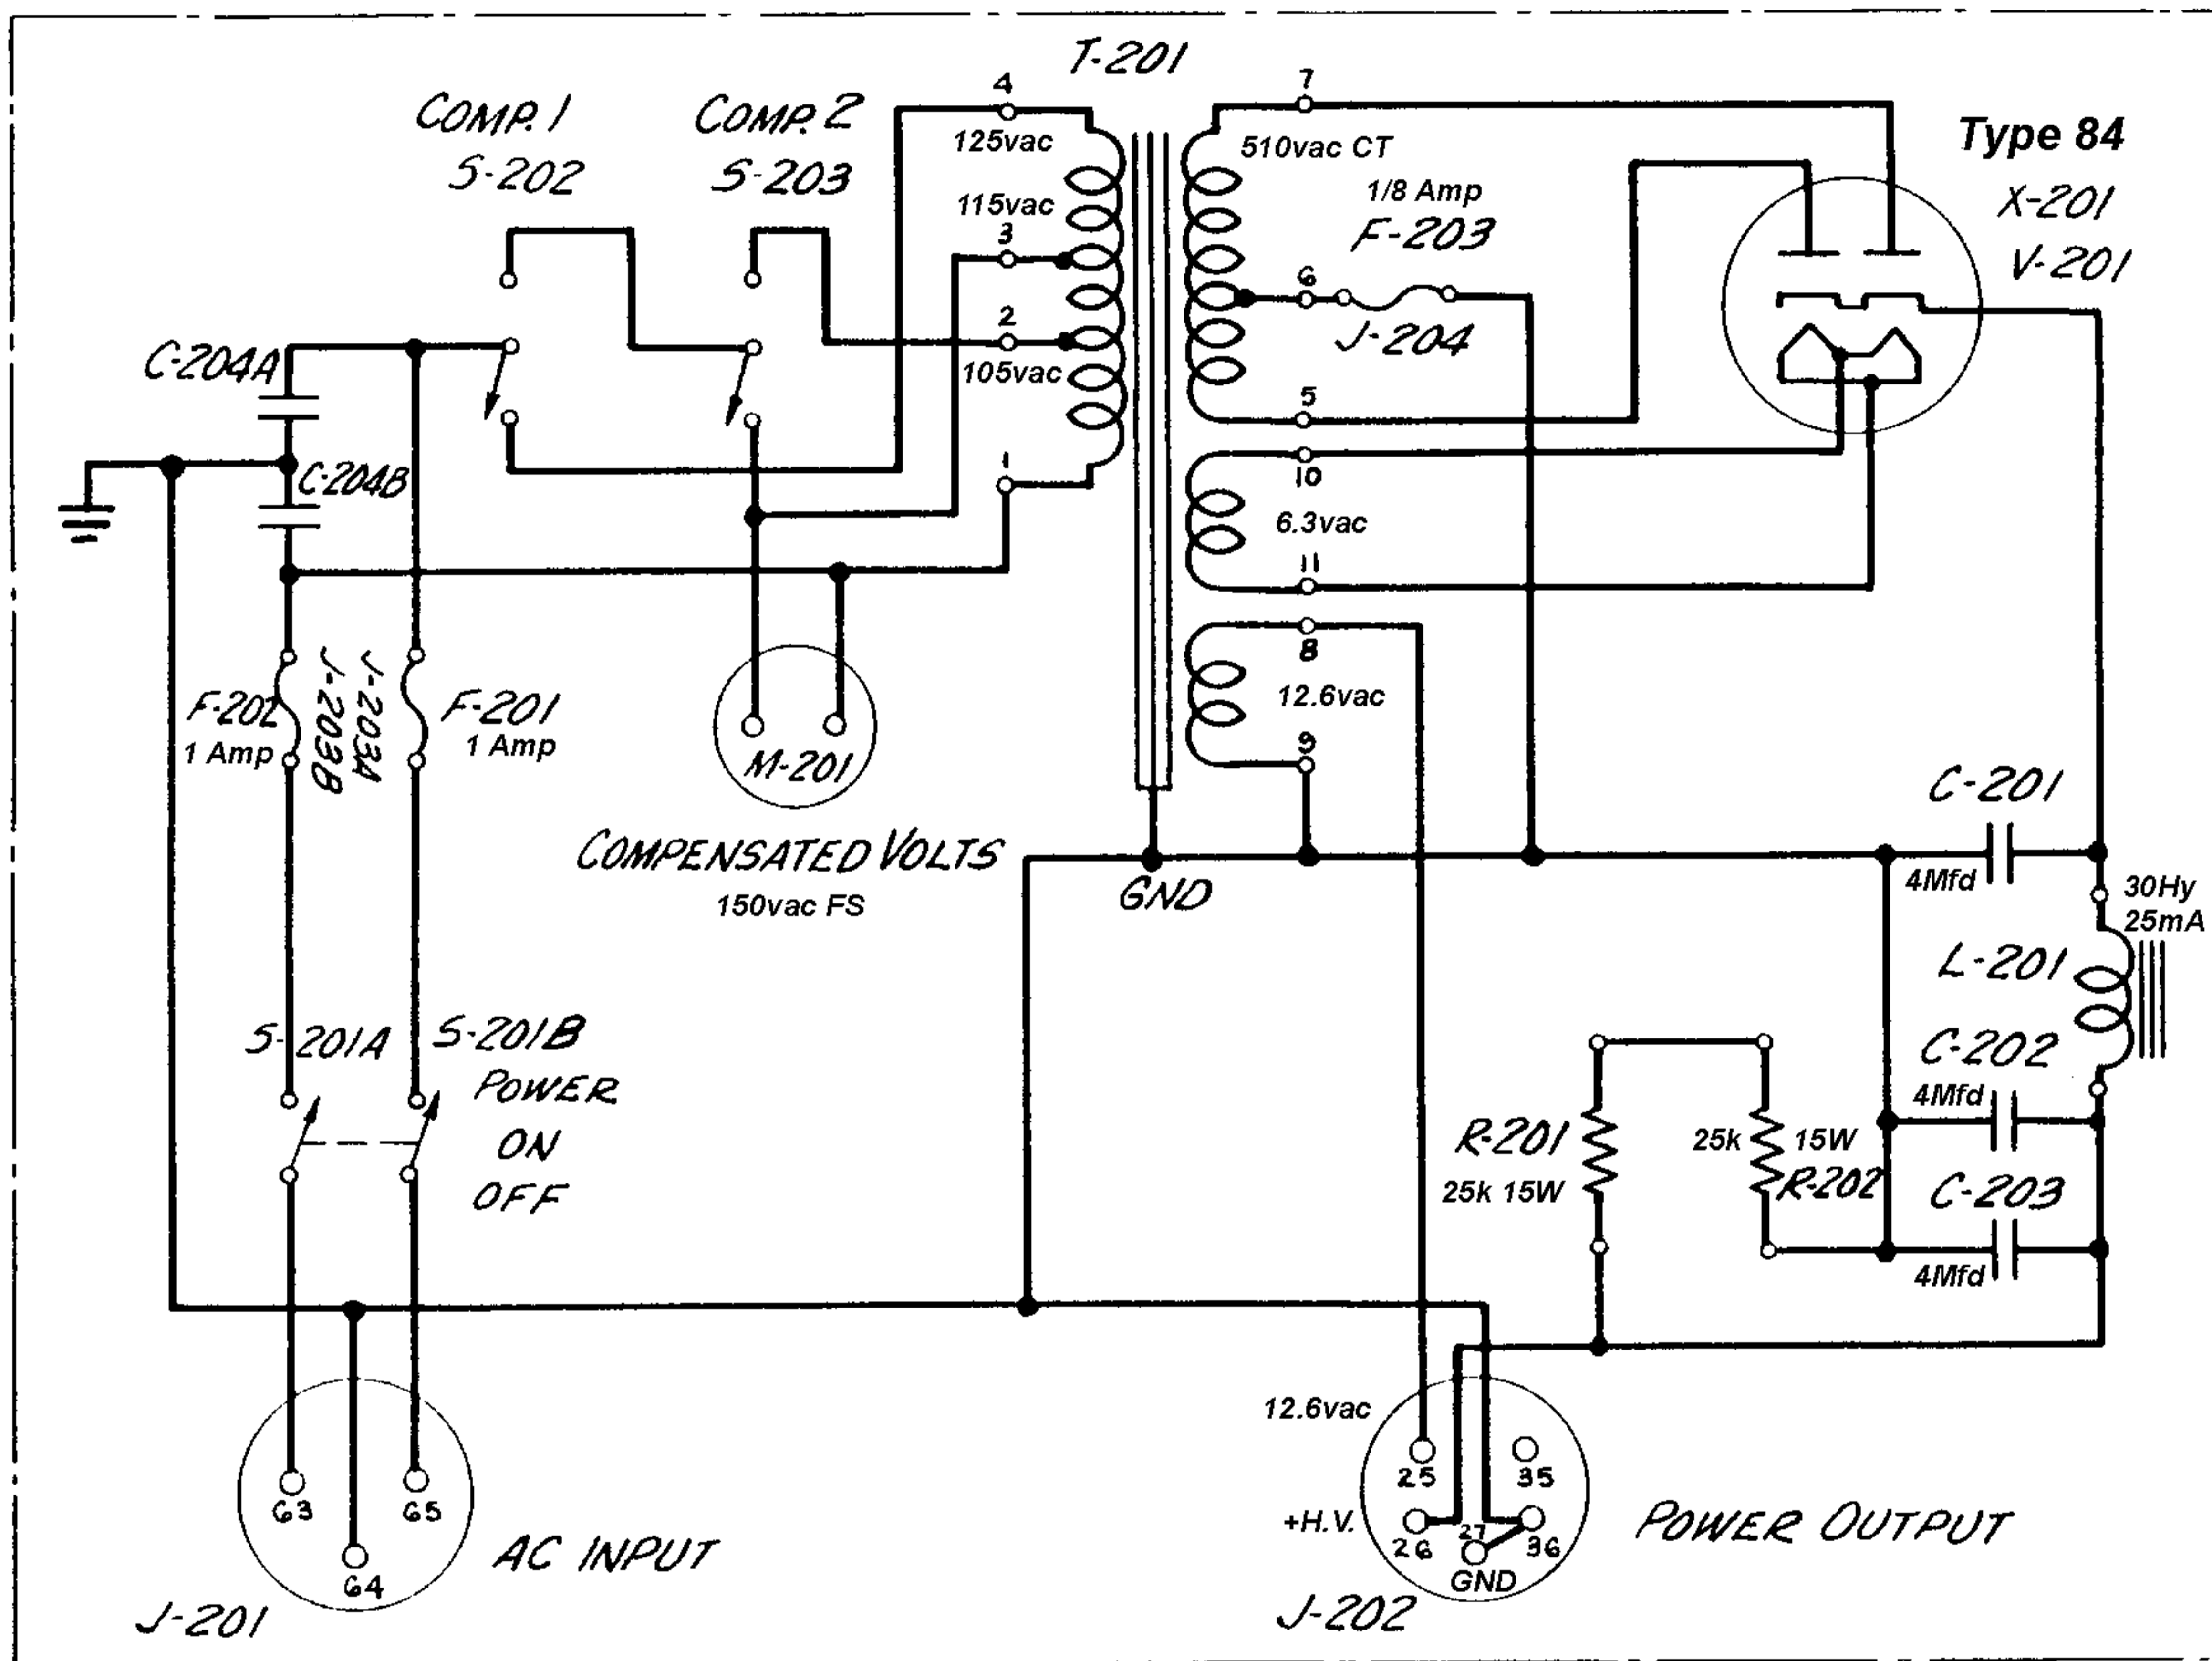 T-201
COMP. 1
S-202
COMP. 2
S-203
4
125vac
115vac
3
2
105vac
1
7
510vac CT
1/8 Amp
F-203
6
J-204
5
10
6.3vac
11
8
12.6vac
9
Type 84
X-201
V-201
C-204A
C-204B
F-202
1 Amp
J-203B
J-203A
F-201
1 Amp
M-201
COMPENSATED VOLTS
150vac FS
GND
C-201
4Mfd
30Hy
25mA
L-201
C-202
4Mfd
S-201A
S-201B
POWER
ON
OFF
R-201
25k 15W
25k 15W
R-202
C-203
4Mfd
63
65
64
AC INPUT
J-201
12.6vac
25
35
+H.V.
26
27
36
GND
J-202
POWER OUTPUT